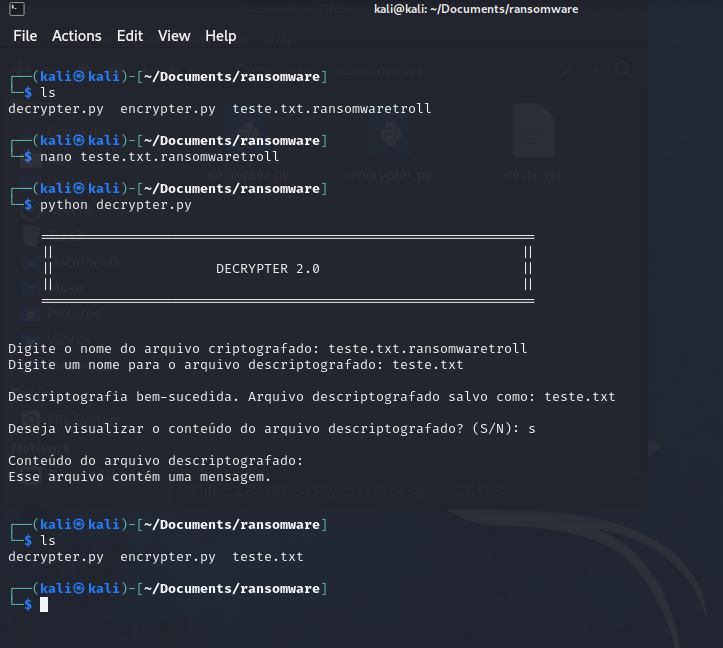 kali@kali: ~/Documents/ransomware
File Actions Edit View Help
┌──(kali㉿kali)-[~/Documents/ransomware]
└─$ ls
decrypter.py encrypter.py teste.txt.ransomwaretroll
┌──(kali㉿kali)-[~/Documents/ransomware]
└─$ nano teste.txt.ransomwaretroll
┌──(kali㉿kali)-[~/Documents/ransomware]
└─$ python decrypter.py
DECRYPTER 2.0
Digite o nome do arquivo criptografado: teste.txt.ransomwaretroll
Digite um nome para o arquivo descriptografado: teste.txt
Descriptografia bem-sucedida. Arquivo descriptografado salvo como: teste.txt
Deseja visualizar o conteúdo do arquivo descriptografado? (S/N): s
Conteúdo do arquivo descriptografado:
Esse arquivo contém uma mensagem.
┌──(kali㉿kali)-[~/Documents/ransomware]
└─$ ls
decrypter.py encrypter.py teste.txt
┌──(kali㉿kali)-[~/Documents/ransomware]
└─$